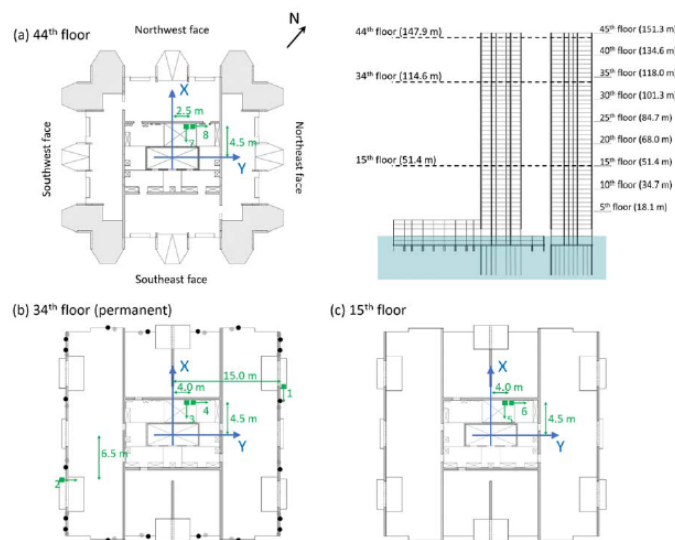 (a) 44th floor
Northwest face
N
X
2.5 m
8
7
4.5 m
Y
Southwest face
Northeast face
Southeast face
44th floor (147.9 m)
34th floor (114.6 m)
15th floor (51.4 m)
45th floor (151.3 m)
40th floor (134.6 m)
35th floor (118.0 m)
30th floor (101.3 m)
25th floor (84.7 m)
20th floor (68.0 m)
15th floor (51.4 m)
10th floor (34.7 m)
5th floor (18.1 m)
(b) 34th floor (permanent)
X
15.0 m
4.0 m
1
4
3
4.5 m
Y
6.5 m
2
(c) 15th floor
X
4.0 m
6
5
4.5 m
Y